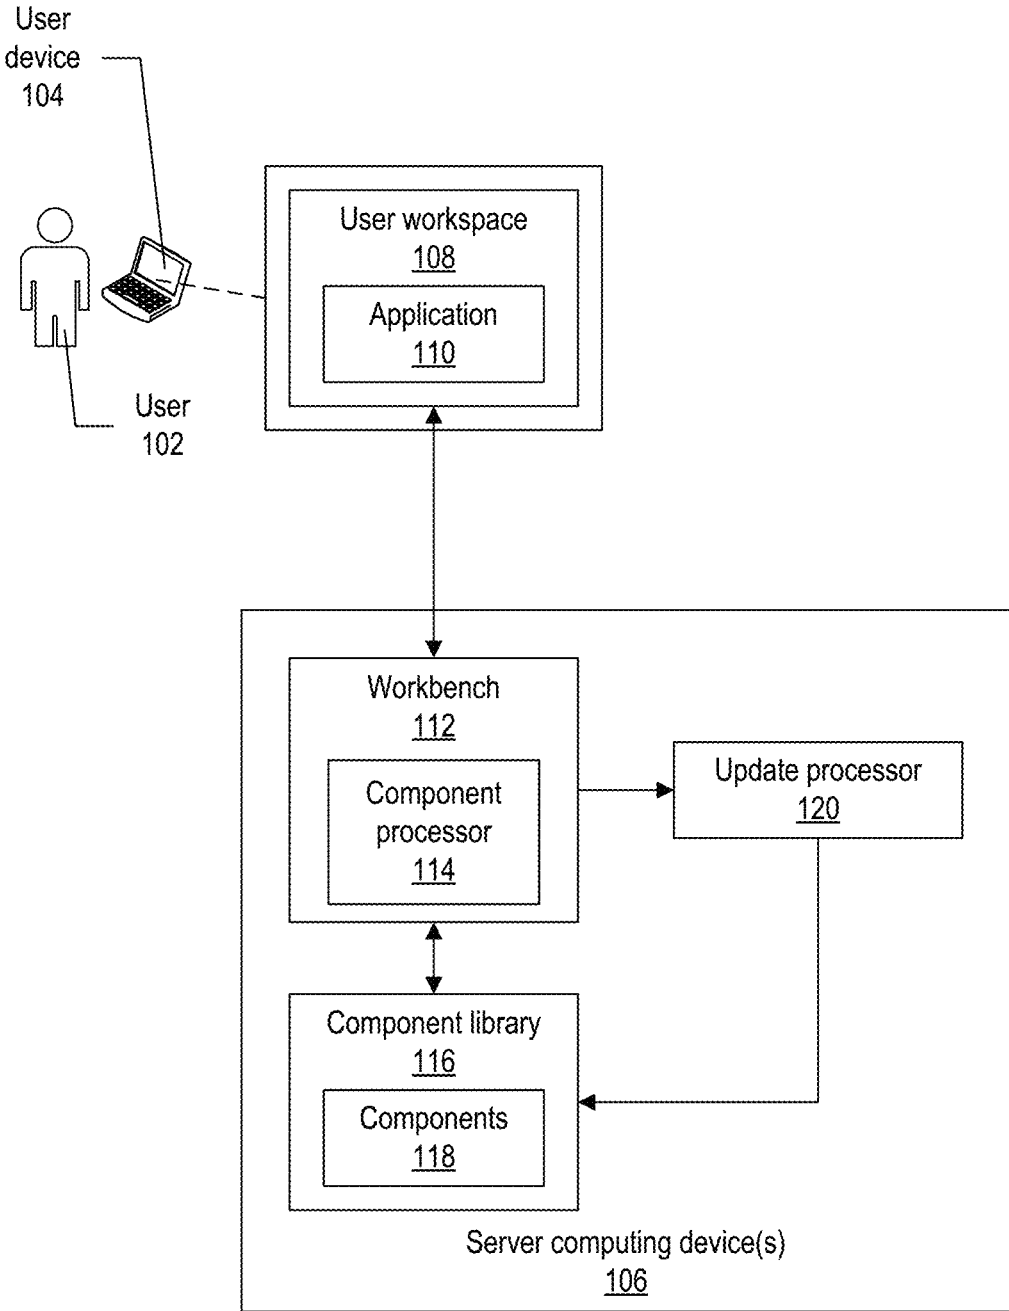 User
device
104
User workspace
108
Application
110
User
102
Workbench
112
Component
processor
114
Update processor
120
Component library
116
Components
118
Server computing device(s)
106